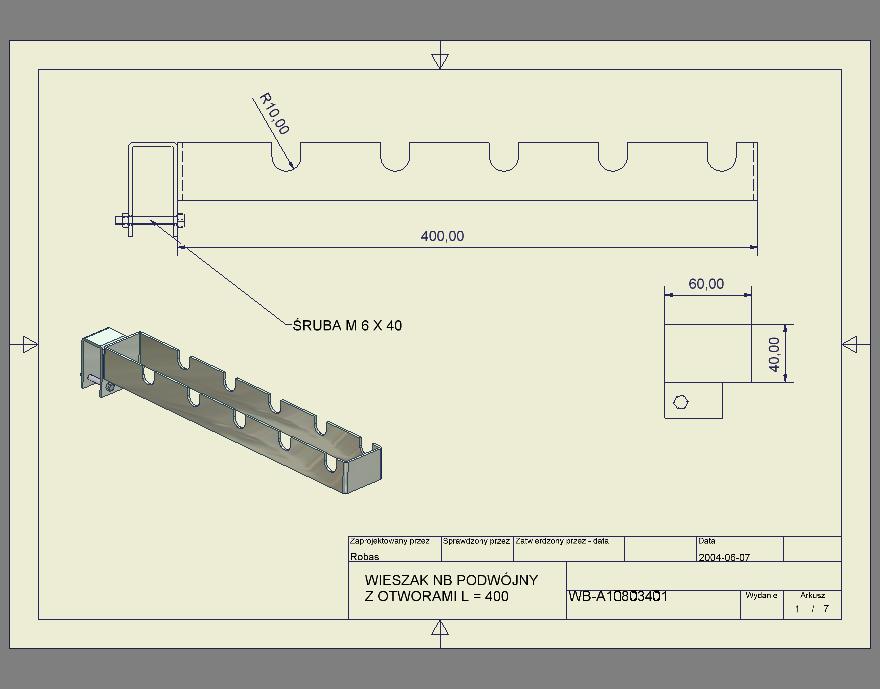 R10,00
400,00
60,00
40,00
ŚRUBA M 6 X 40
Zaprojektowany przez
Sprawdzony przez
Zatwierdzony przez - data
Data
Robas
2004-06-07
WIESZAK NB PODWÓJNY
Z OTWORAMI L = 400
WB-A10803401
Wydanie
Arkusz
1 / 7